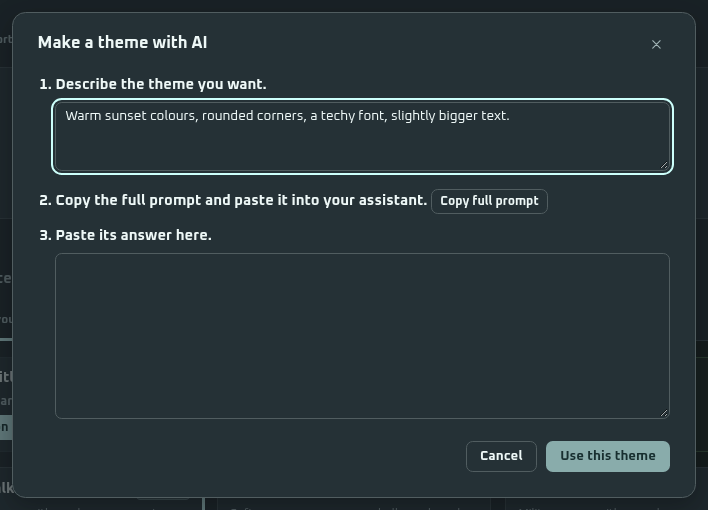 Make a theme with AI
1. Describe the theme you want.
Warm sunset colours, rounded corners, a techy font, slightly bigger text.
2. Copy the full prompt and paste it into your assistant. Copy full prompt
3. Paste its answer here.
Cancel Use this theme